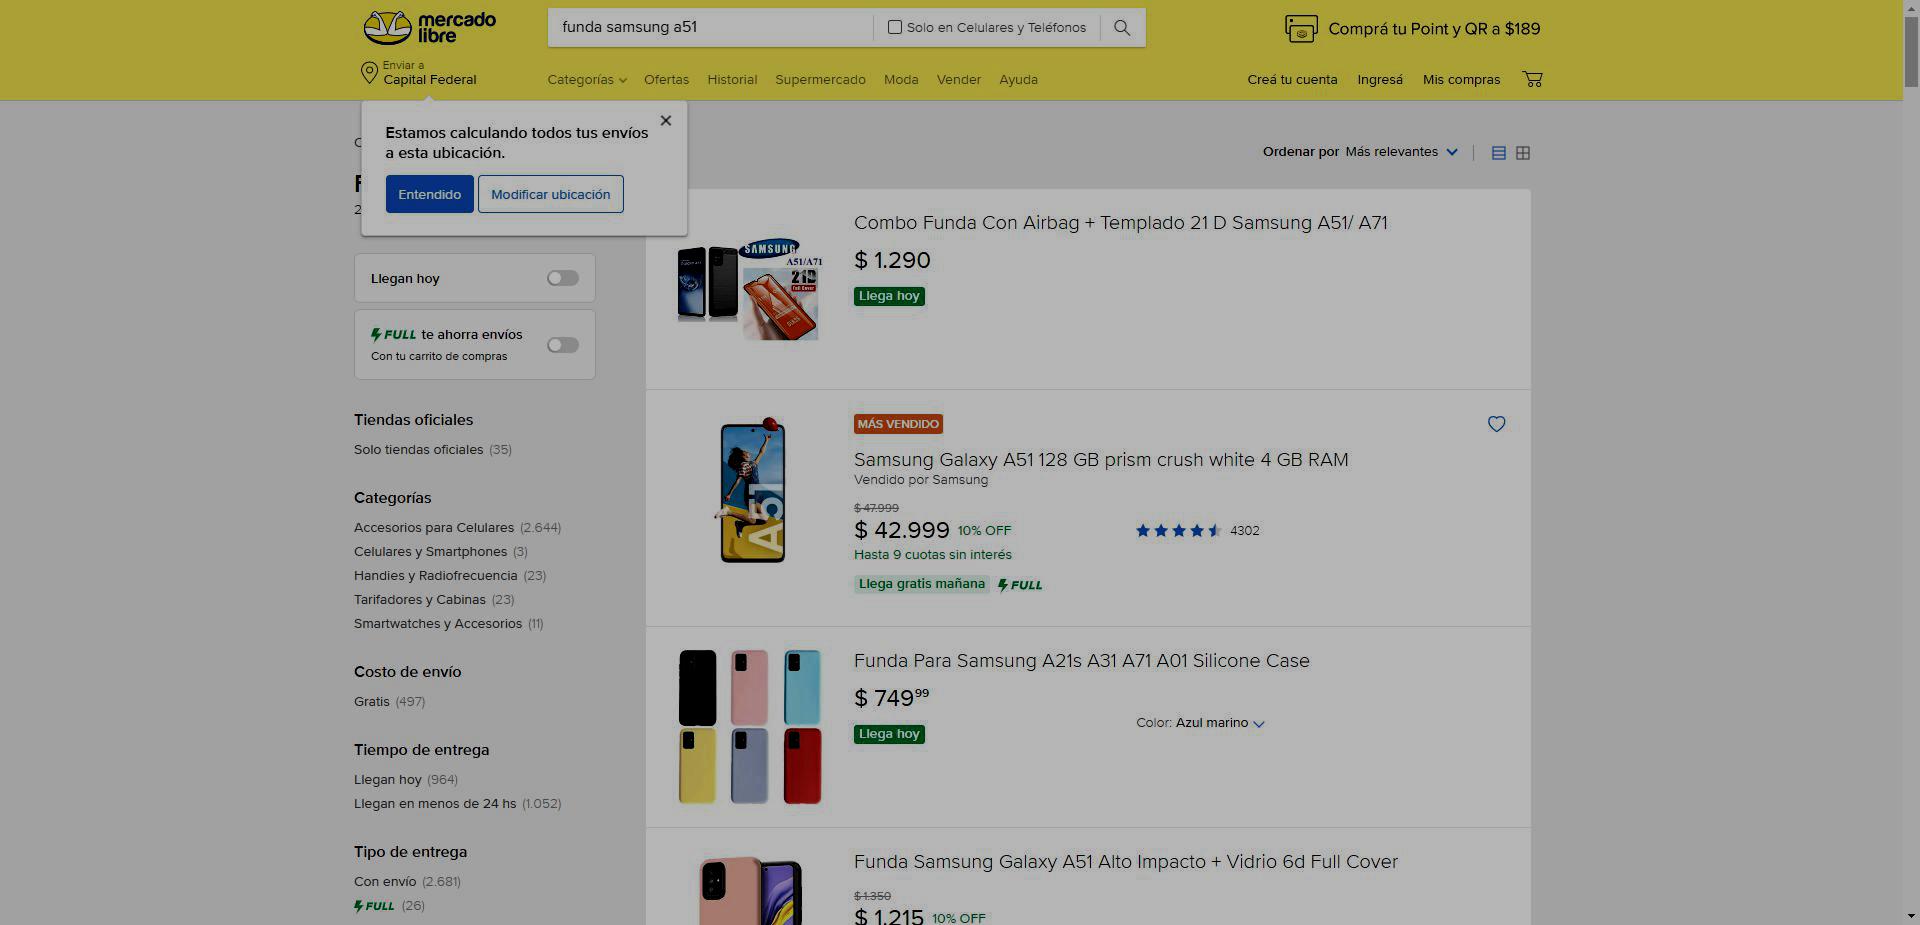 mercado
libre
funda samsung a51
Solo en Celulares y Teléfonos
Comprá tu Point y QR a $189
Enviar a
Capital Federal
Categorías
Ofertas
Historial
Supermercado
Moda
Vender
Ayuda
Creá tu cuenta
Ingresá
Mis compras
Estamos calculando todos tus envíos
a esta ubicación.
Entendido
Modificar ubicación
Ordenar por Más relevantes
Llegan hoy
FULL te ahorra envíos
Con tu carrito de compras
Tiendas oficiales
Solo tiendas oficiales (35)
Categorías
Accesorios para Celulares (2.644)
Celulares y Smartphones (3)
Handies y Radiofrecuencia (23)
Tarifadores y Cabinas (23)
Smartwatches y Accesorios (11)
Costo de envío
Gratis (497)
Tiempo de entrega
Llegan hoy (964)
Llegan en menos de 24 hs (1.052)
Tipo de entrega
Con envío (2.681)
FULL (26)
SAMSUNG
A51/A71
21D
Full Cover
Combo Funda Con Airbag + Templado 21 D Samsung A51/ A71
$ 1.290
Llega hoy
A51
MÁS VENDIDO
Samsung Galaxy A51 128 GB prism crush white 4 GB RAM
Vendido por Samsung
$ 47.999
$ 42.999 10% OFF
4302
Hasta 9 cuotas sin interés
Llega gratis mañana FULL
Funda Para Samsung A21s A31 A71 A01 Silicone Case
$ 749 99
Color: Azul marino
Llega hoy
Funda Samsung Galaxy A51 Alto Impacto + Vidrio 6d Full Cover
$ 1.350
$ 1.215 10% OFF